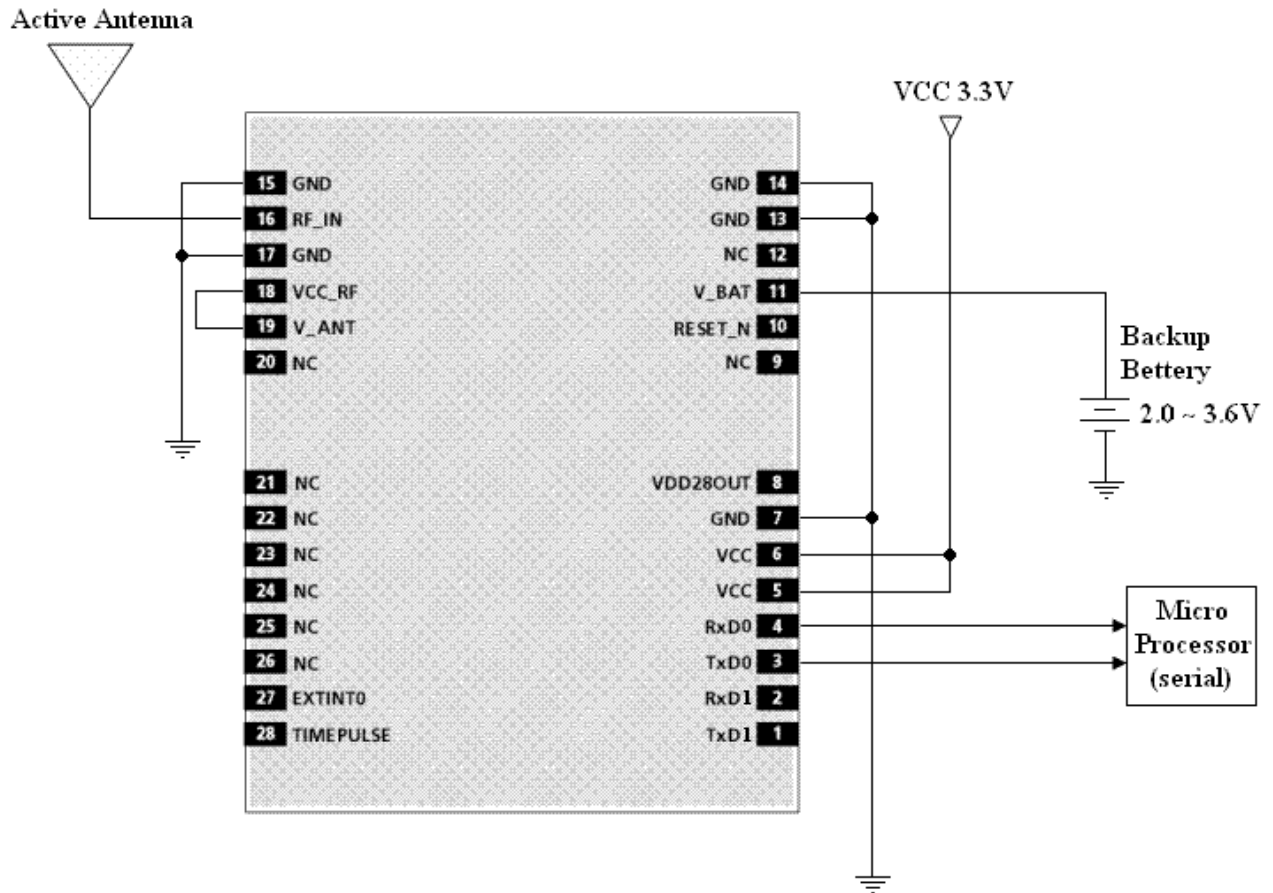 Active Antenna
VCC 3.3V
15 GND
16 RF_IN
17 GND
18 VCC_RF
19 V_ANT
20 NC
21 NC
22 NC
23 NC
24 NC
25 NC
26 NC
27 EXTINT0
28 TIMEPULSE
GND 14
GND 13
NC 12
V_BAT 11
RESET_N 10
NC 9
VDD28OUT 8
GND 7
VCC 6
VCC 5
RxD0 4
TxD0 3
RxD1 2
TxD1 1
Backup
Bettery
2.0 ~ 3.6V
Micro
Processor
(serial)